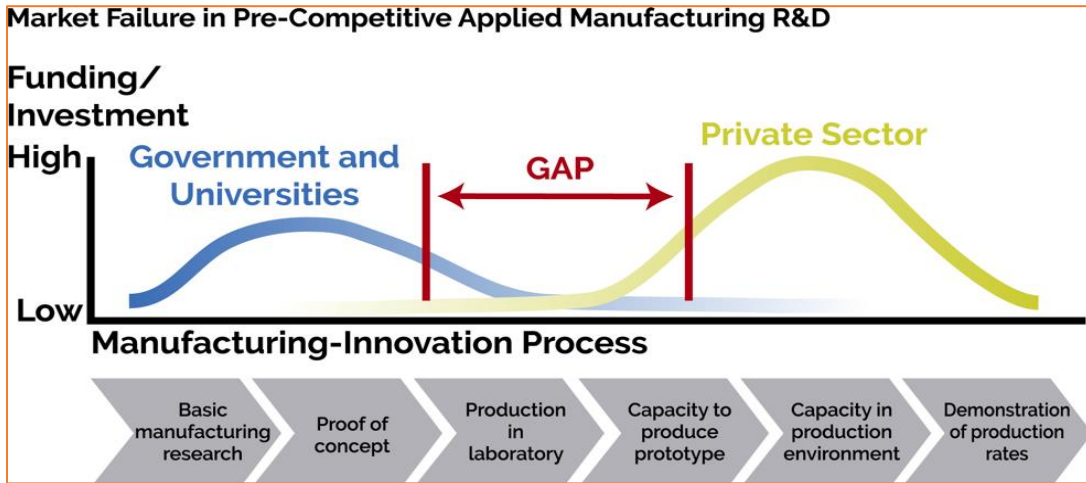 Market Failure in Pre-Competitive Applied Manufacturing R&D
Funding/
Investment
High
Government and
Universities
GAP
Private Sector
Low
Manufacturing-Innovation Process
Basic
manufacturing
research
Proof of
concept
Production
in
laboratory
Capacity to
produce
prototype
Capacity in
production
environment
Demonstration
of production
rates